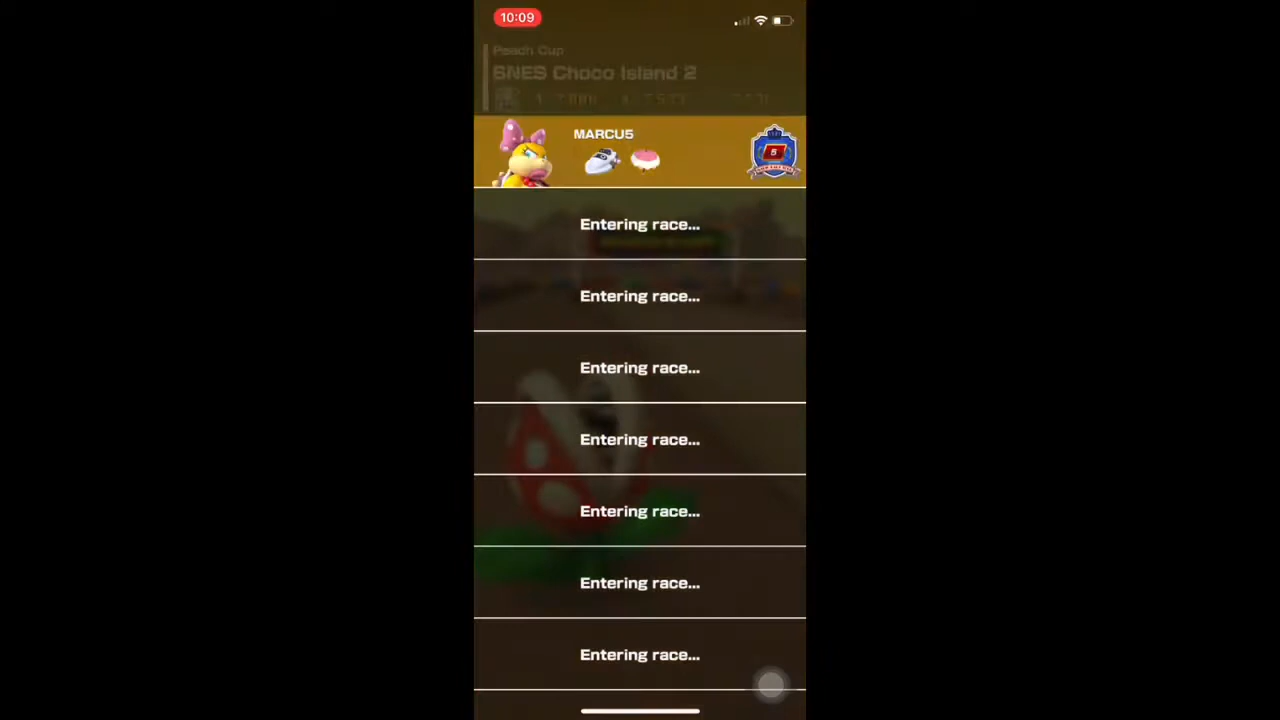 10:09
Peach Cup
SNES Choco Island 2
MARCU5
5
Entering race...
Entering race...
Entering race...
Entering race...
Entering race...
Entering race...
Entering race...